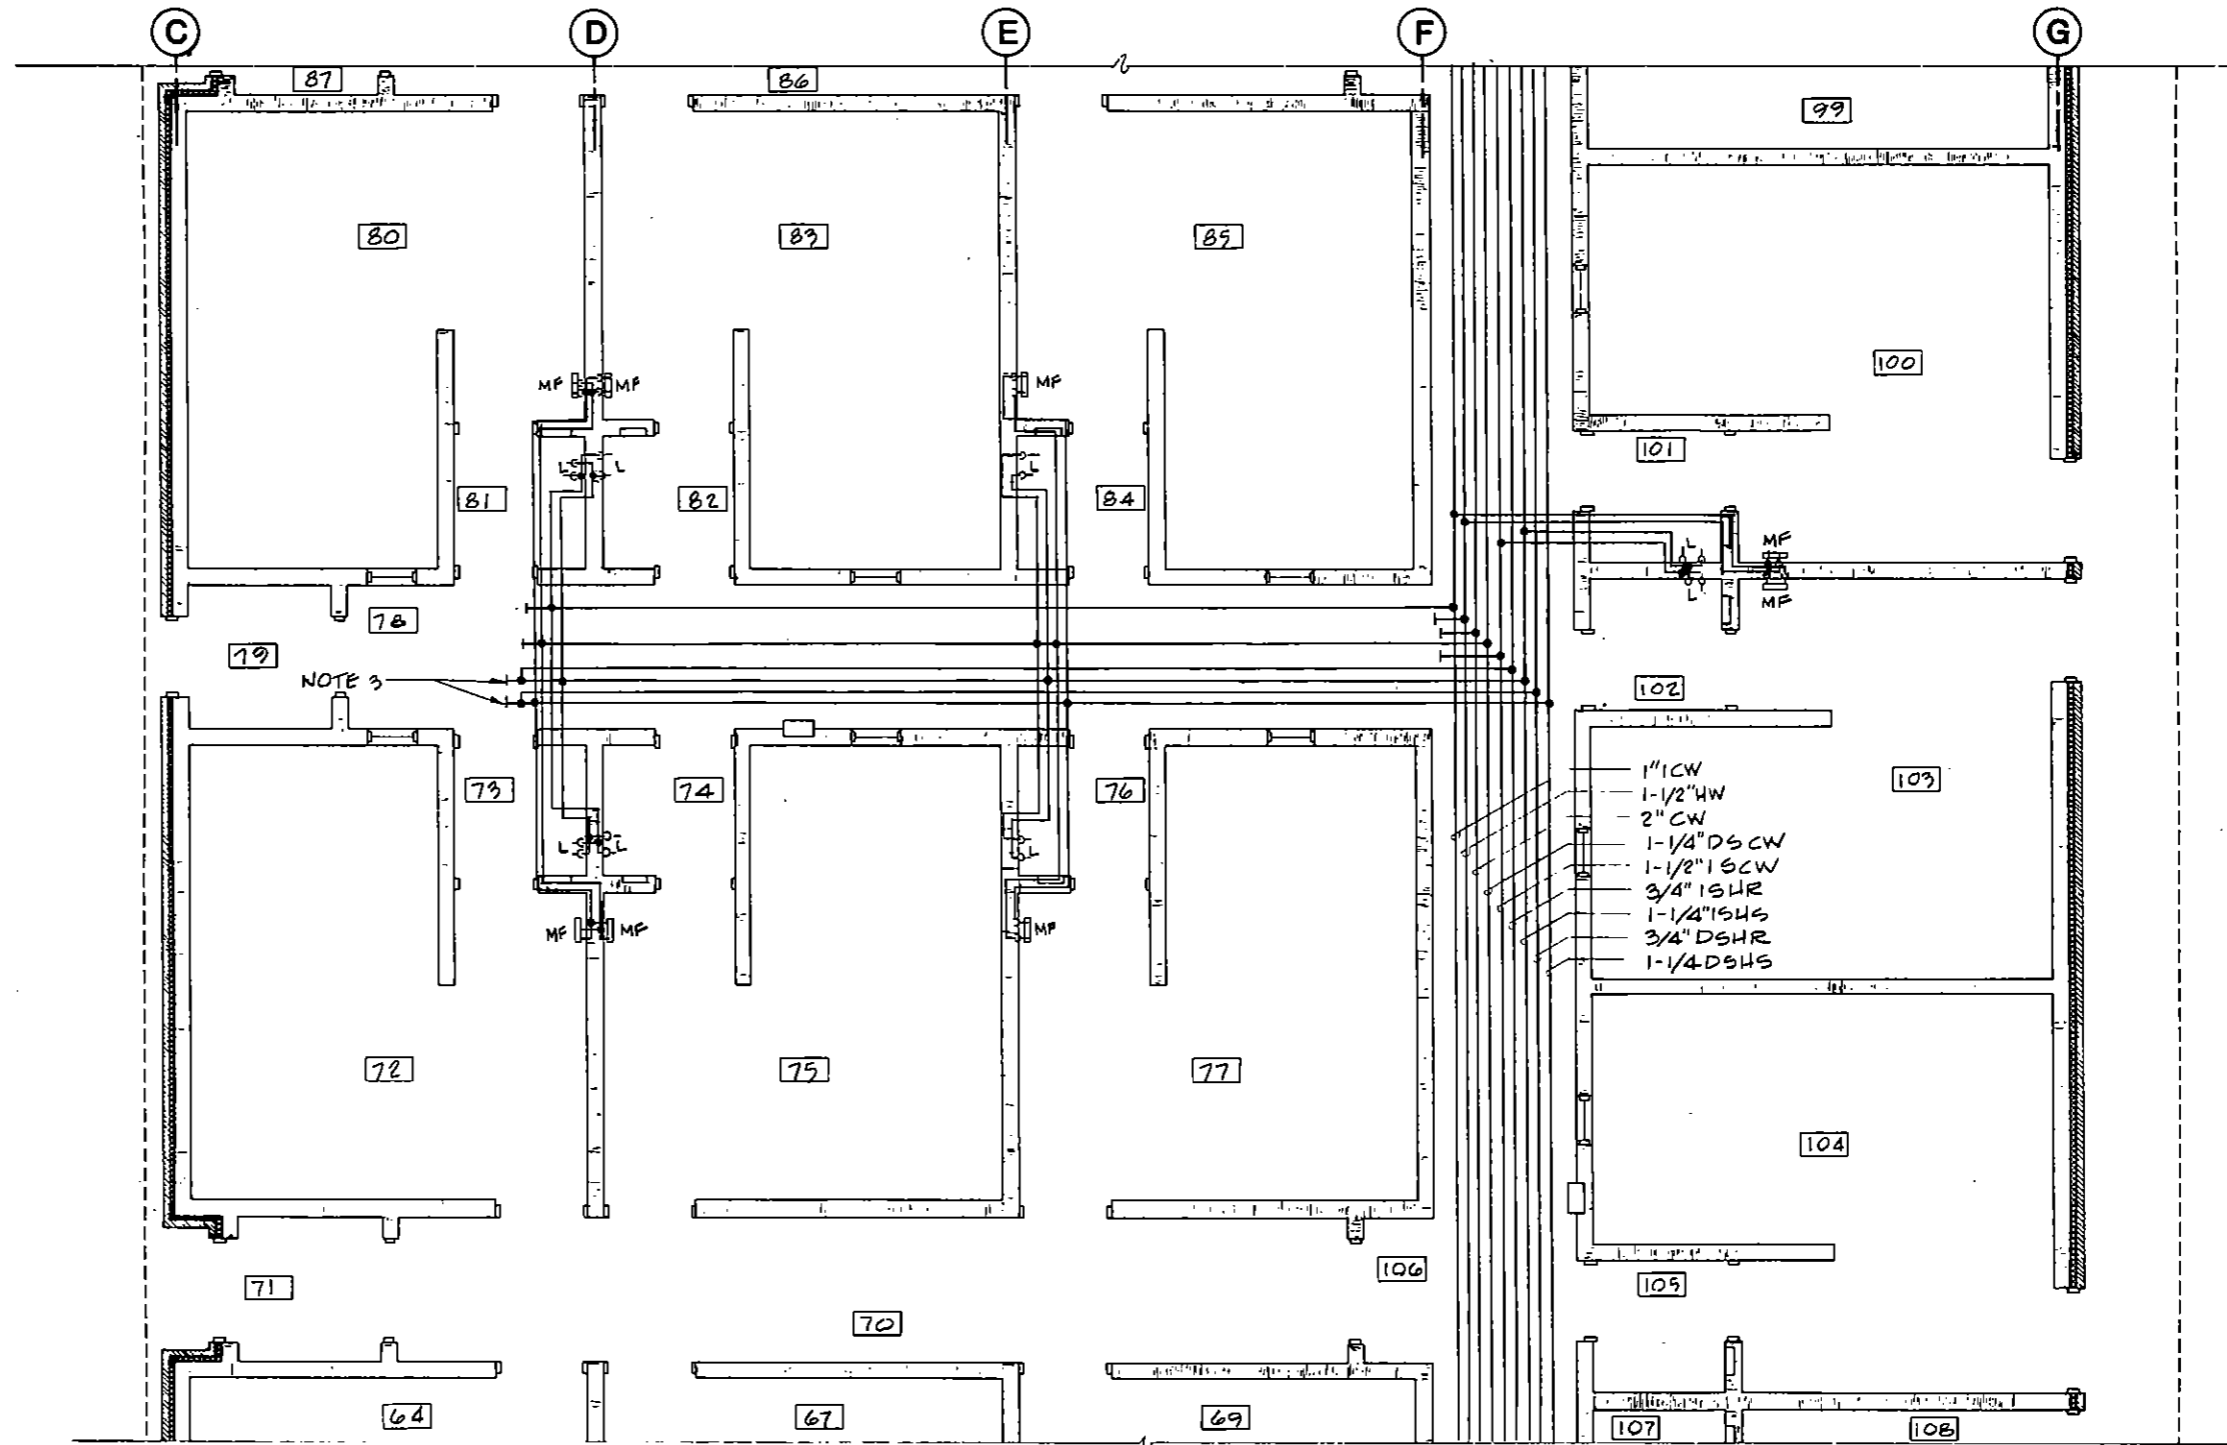 C
D
E
F
G
87
86
99
80
83
85
100
MF
MF
MF
101
L
L
L
81
82
84
L
MF
L
MF
78
79
NOTE 3
102
73
74
76
103
1"ICW
1-1/2"HW
2"CW
1-1/4"DSCW
1-1/2"ISCW
3/4"ISHR
1-1/4"ISHS
3/4"DSHR
1-1/4DSHS
L
L
L
MF
MF
MF
72
75
77
104
71
106
105
70
64
67
69
107
108